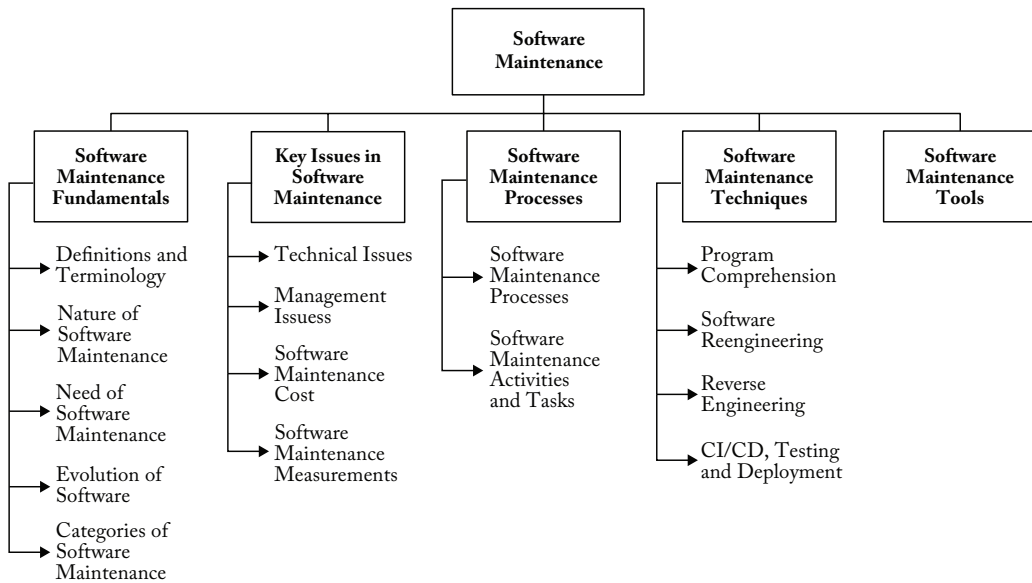 Software
Maintenance
Software
Maintenance
Fundamentals
Definitions and
Terminology
Nature of
Software
Maintenance
Need of
Software
Maintenance
Evolution of
Software
Categories of
Software
Maintenance
Key Issues in
Software
Maintenance
Technical Issues
Management
Issuess
Software
Maintenance
Cost
Software
Maintenance
Measurements
Software
Maintenance
Processes
Software
Maintenance
Processes
Software
Maintenance
Activities
and Tasks
Software
Maintenance
Techniques
Program
Comprehension
Software
Reengineering
Reverse
Engineering
CI/CD, Testing
and Deployment
Software
Maintenance
Tools